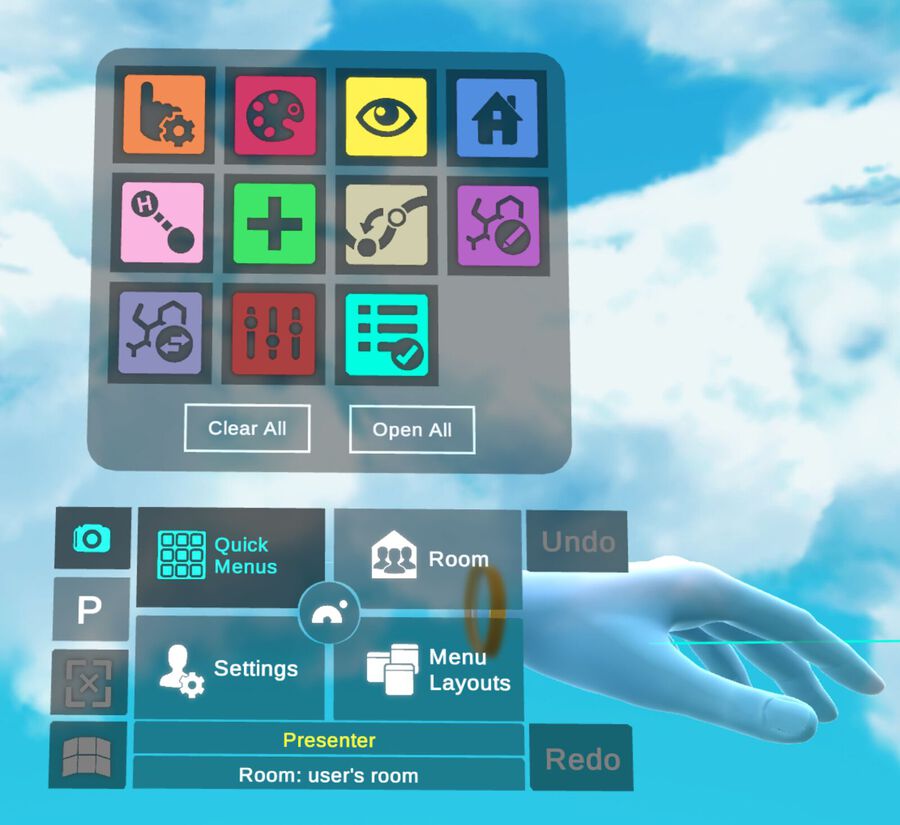 H
Clear All
Open All
Quick
Menus
Room
Undo
P
Settings
Menu
Layouts
Presenter
Room: user's room
Redo